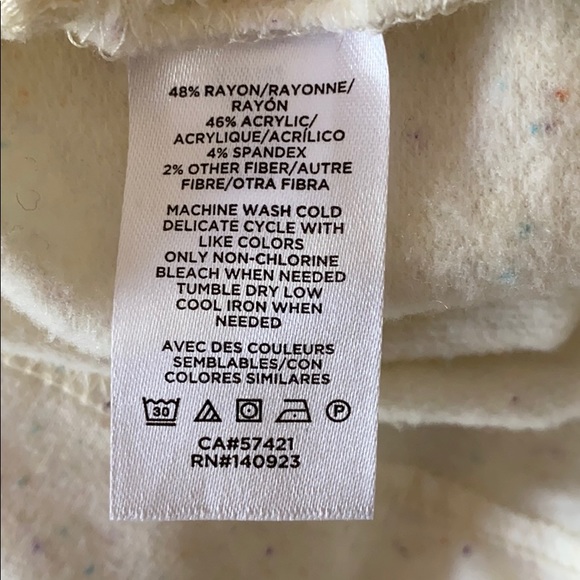 48% RAYON/RAYONNE/
RAYÓN
46% ACRYLIC/
ACRYLIQUE/ACRÍLICO
4% SPANDEX
2% OTHER FIBER/AUTRE
FIBRE/OTRA FIBRA
MACHINE WASH COLD
DELICATE CYCLE WITH
LIKE COLORS
ONLY NON-CHLORINE
BLEACH WHEN NEEDED
TUMBLE DRY LOW
COOL IRON WHEN
NEEDED
AVEC DES COULEURS
SEMBLABLES/CON
COLORES SIMILARES
30 P
CA#57421
RN#140923